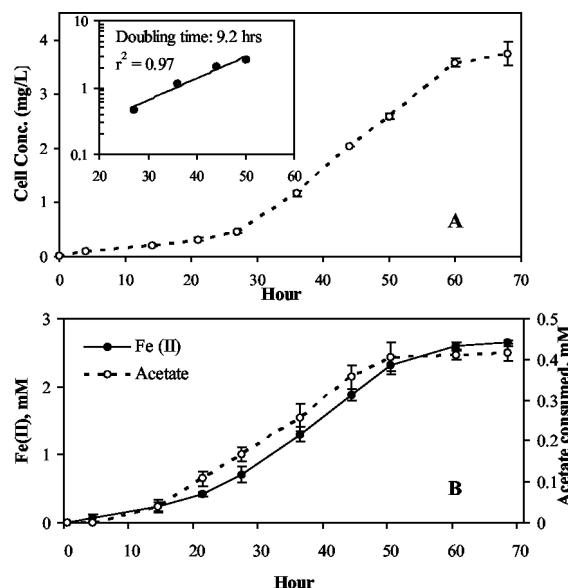 Doubling time: 9.2 hrs
r² = 0.97
10
1
0.1
20 30 40 50 60
4
3
2
1
0
Cell Conc. (mg/L)
A
0 10 20 30 40 50 60 70
Hour
3
2
1
0
Fe(II), mM
Fe (II)
Acetate
0.5
0.4
0.3
0.2
0.1
0
Acetate consumed, mM
B
0 10 20 30 40 50 60 70
Hour